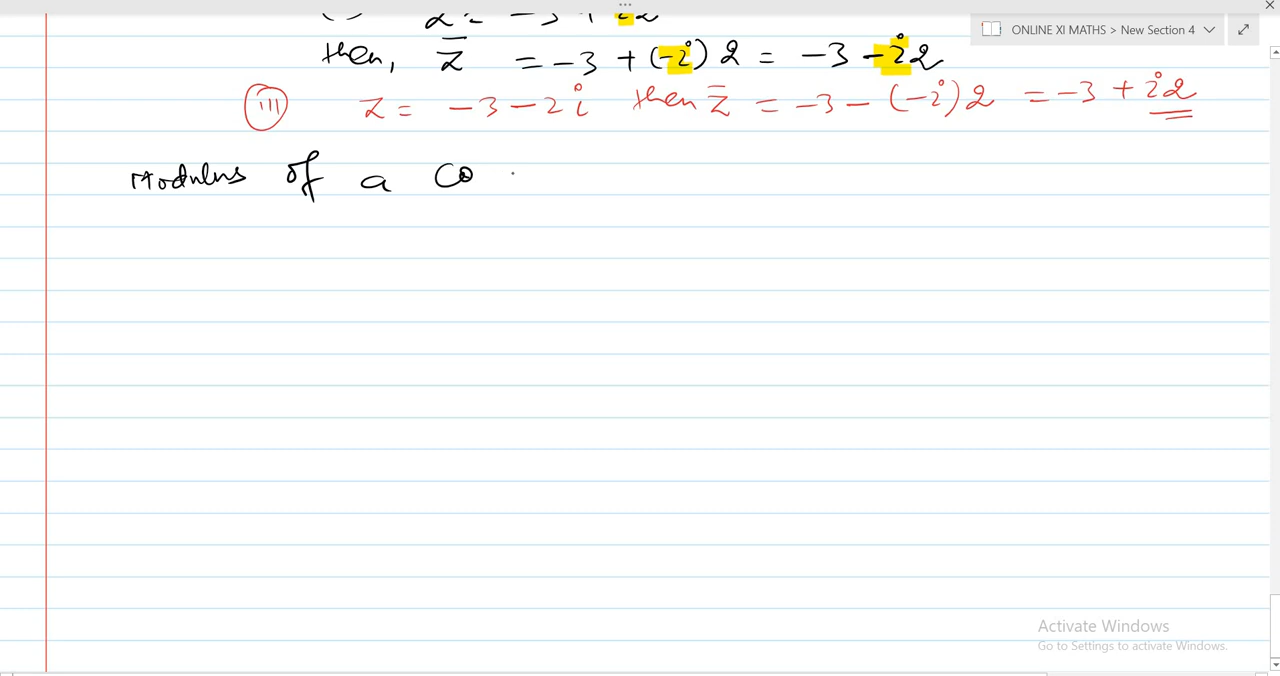 ONLINE XI MATHS > New Section 4
then, z̅ = -3 + (-i) 2 = -3 - i2
(iii) z = -3 - 2i then z̅ = -3 - (-i) 2 = -3 + i2
Modulus of a Co
Activate Windows
Go to Settings to activate Windows.